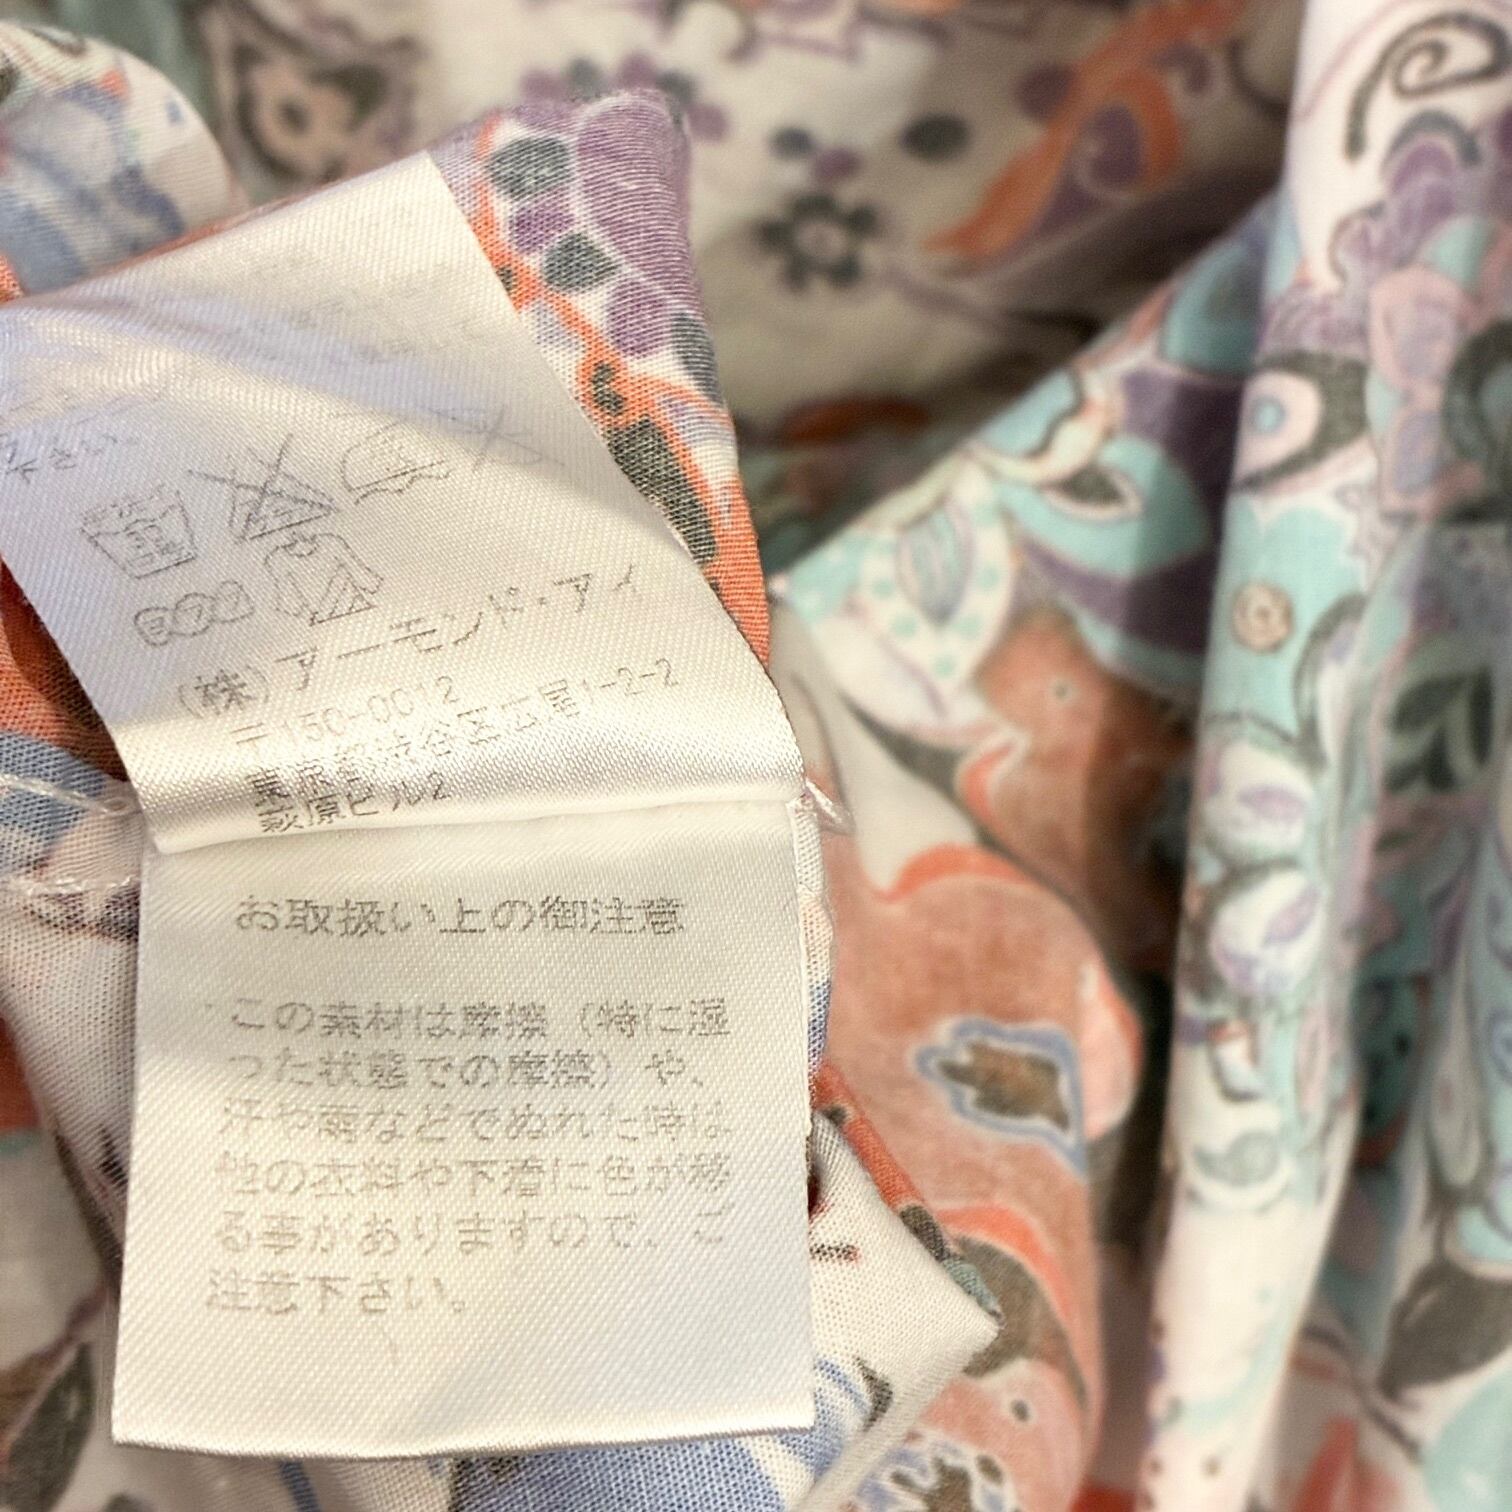 下さい。
(株)アーモンド・アイ
〒150-0012
東京都渋谷区広尾1-2-2
萩原ビル2
お取扱い上の御注意
この素材は摩擦（特に湿
った状態での摩擦）や、
汗や雨などでぬれた時は
他の衣料や下着に色が移
る事がありますので、ご
注意下さい。